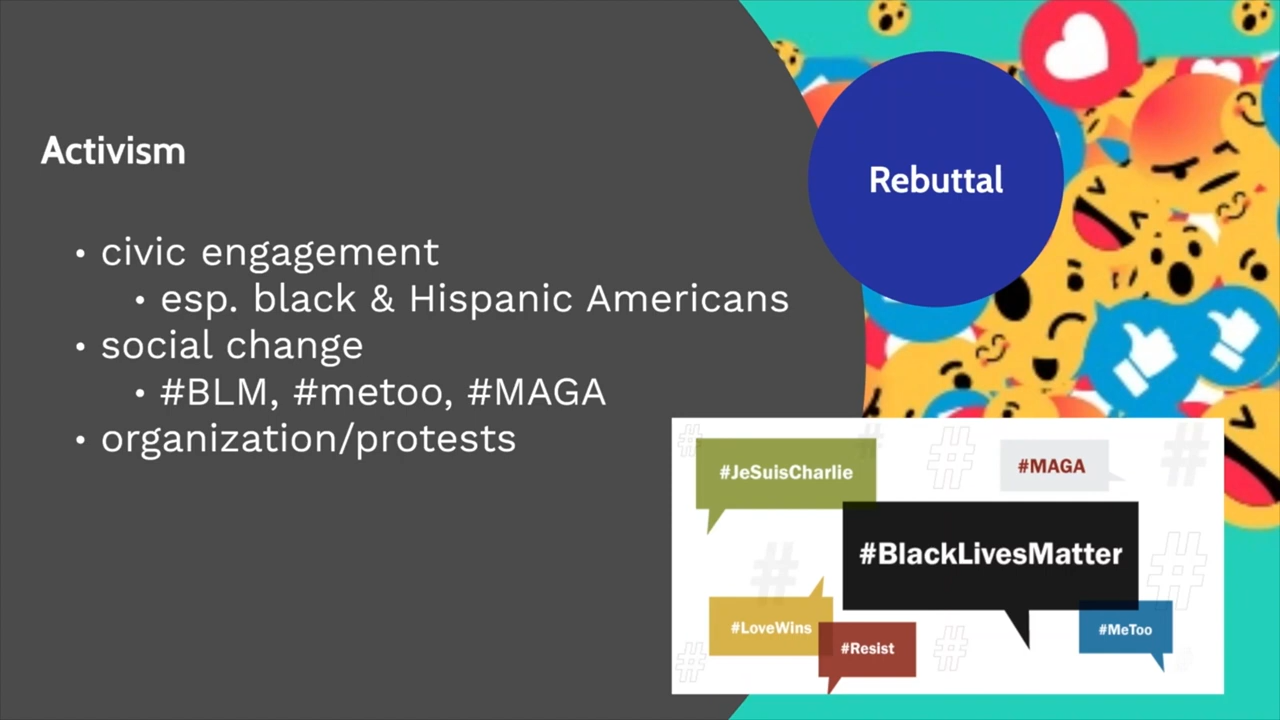 Activism
• civic engagement
• esp. black & Hispanic Americans
• social change
• #BLM, #metoo, #MAGA
• organization/protests
Rebuttal
#JeSuisCharlie
#MAGA
#BlackLivesMatter
#LoveWins
#Resist
#MeToo